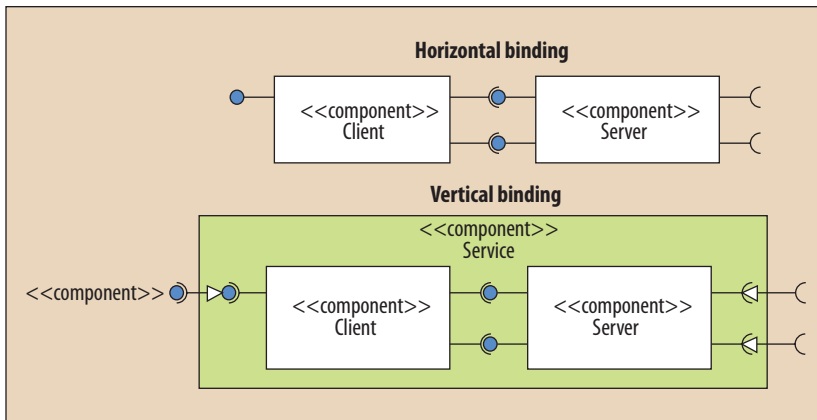 Horizontal binding
<<component>>
Client
<<component>>
Server
Vertical binding
<<component>>
Service
<<component>>
<<component>>
Client
<<component>>
Server